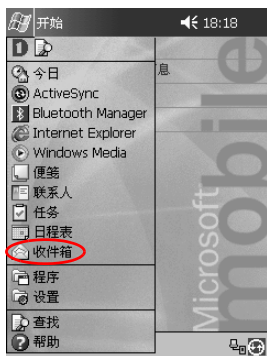 开始 18:18
今日
息
ActiveSync
Bluetooth Manager
Internet Explorer
Windows Media
便笺
联系人
任务
日程表
收件箱
程序
设置
查找
帮助
Microsoft
mobile